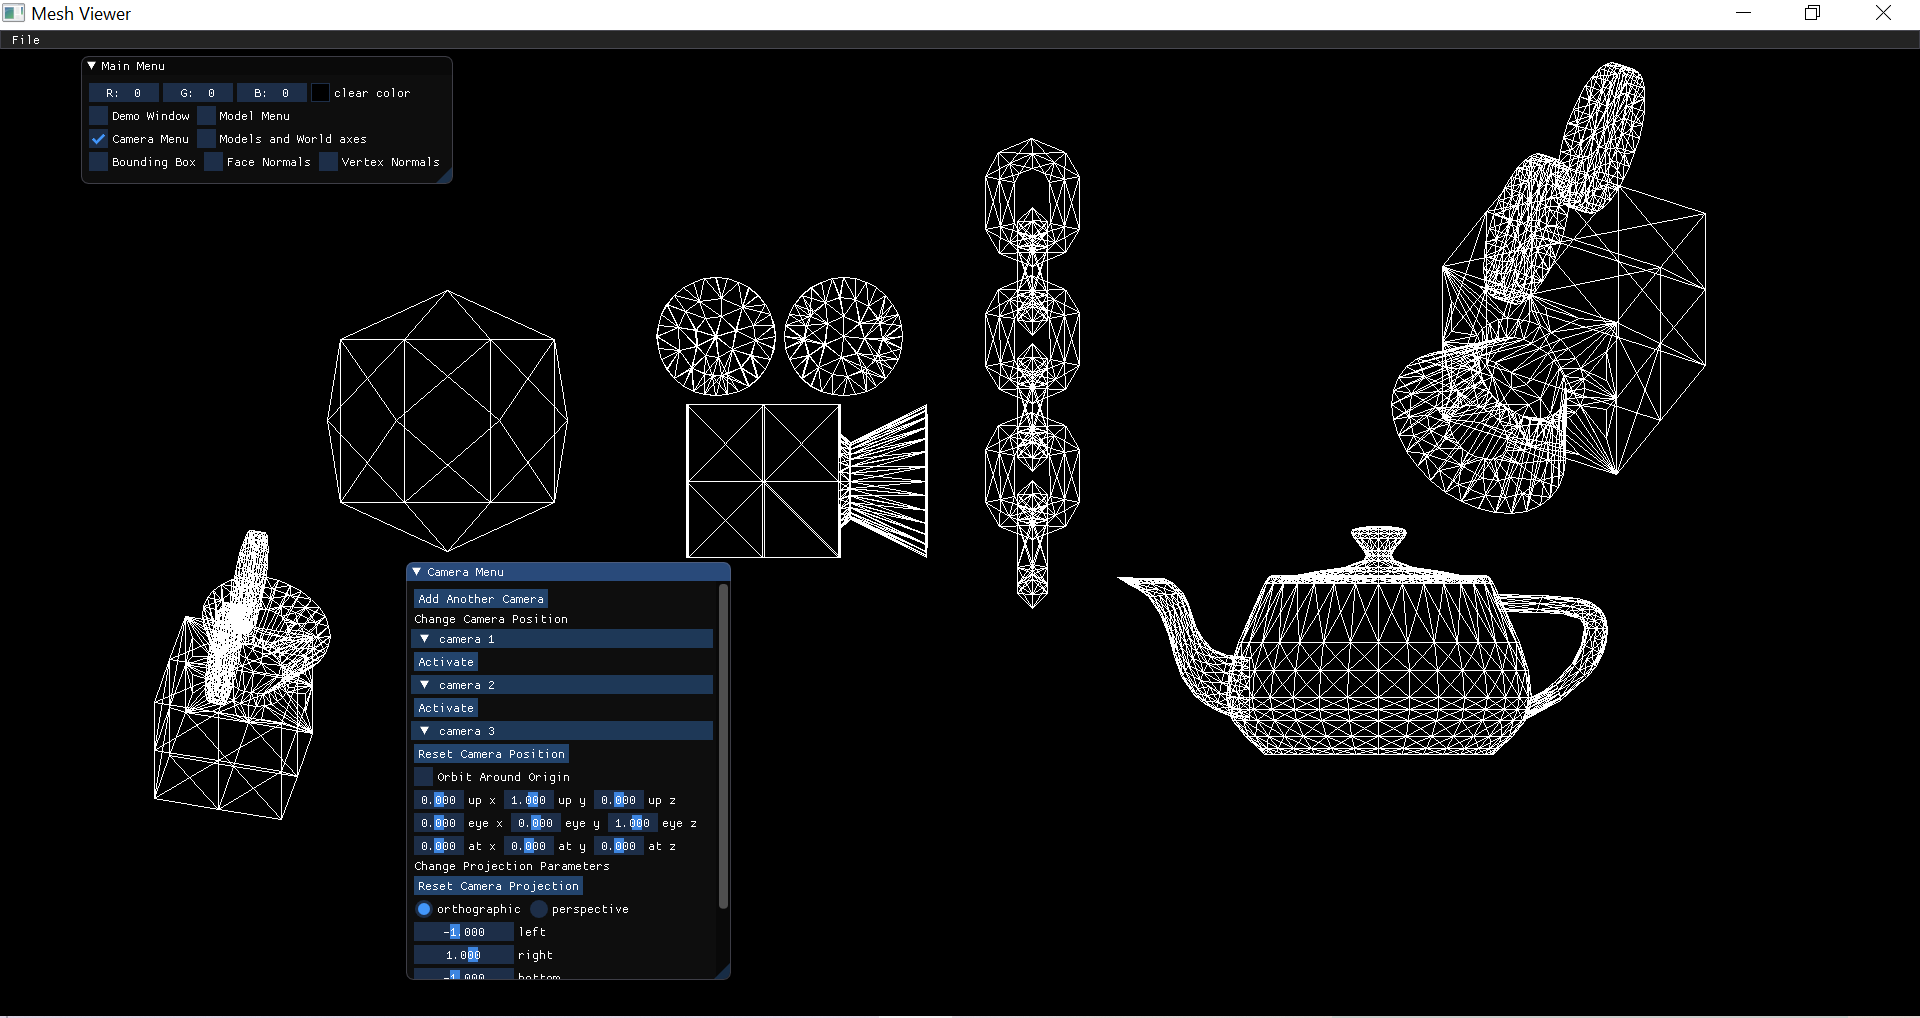 Mesh Viewer
File
Main Menu
R: 0 G: 0 B: 0 clear color
Demo Window Model Menu
Camera Menu Models and World axes
Bounding Box Face Normals Vertex Normals
Camera Menu
Add Another Camera
Change Camera Position
camera 1
Activate
camera 2
Activate
camera 3
Reset Camera Position
Orbit Around Origin
0.000 up x 1.000 up y 0.000 up z
0.000 eye x 0.000 eye y 1.000 eye z
0.000 at x 0.000 at y 0.000 at z
Change Projection Parameters
Reset Camera Projection
orthographic perspective
-1.000 left
1.000 right
-1.000 bottom